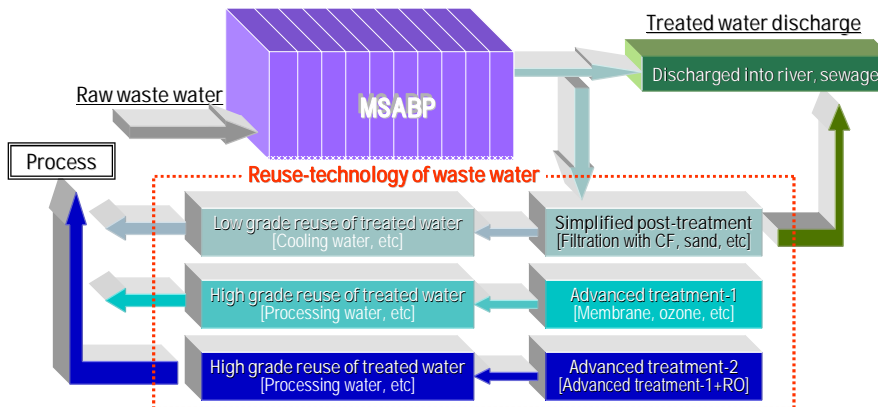 Treated water discharge
Discharged into river, sewage
Raw waste water
MSABP
Process
Reuse-technology of waste water
Low grade reuse of treated water
[Cooling water, etc]
Simplified post-treatment
[Filtration with CF, sand, etc]
High grade reuse of treated water
[Processing water, etc]
Advanced treatment-1
[Membrane, ozone, etc]
High grade reuse of treated water
[Processing water, etc]
Advanced treatment-2
[Advanced treatment-1+RO]